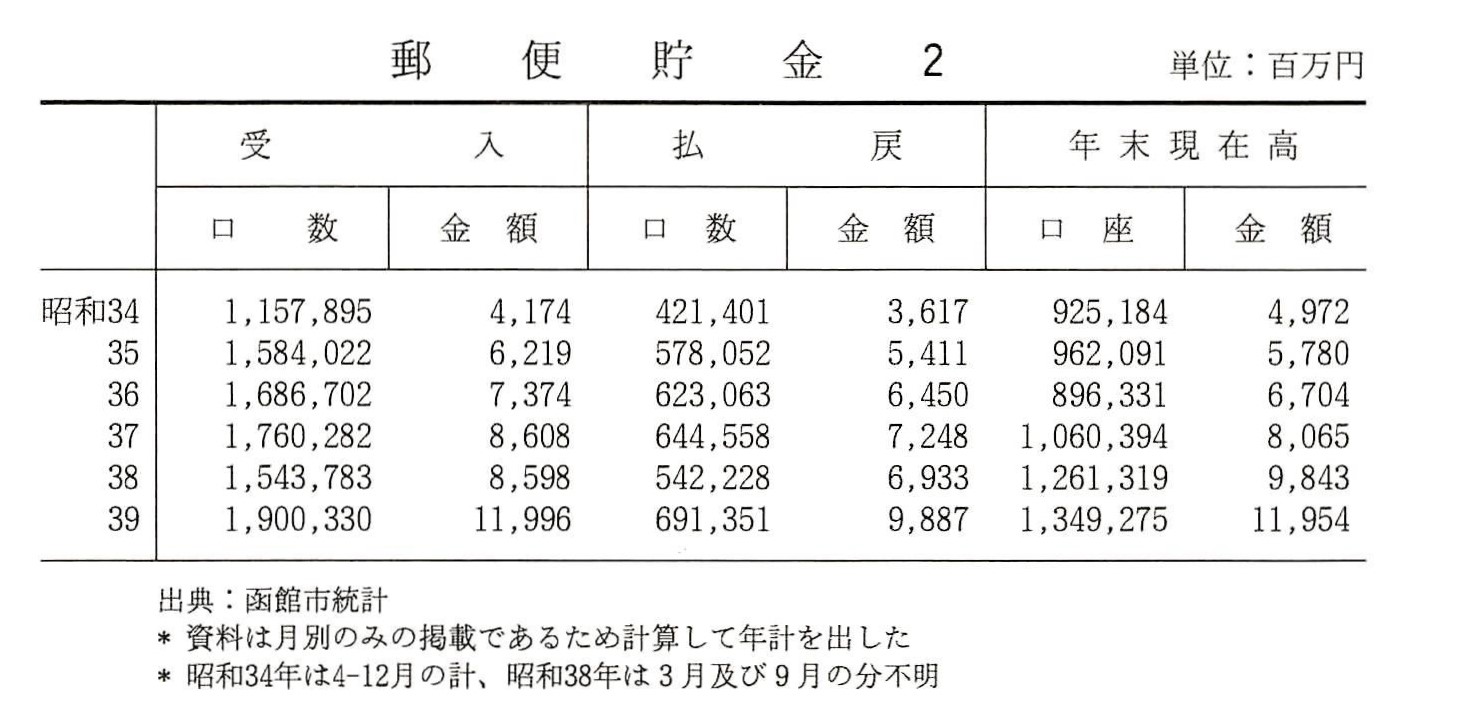 郵便貯金 2 単位：百万円
受入 払戻 年末現在高
口数 金額 口数 金額 口座 金額
昭和34 1,157,895 4,174 421,401 3,617 925,184 4,972
35 1,584,022 6,219 578,052 5,411 962,091 5,780
36 1,686,702 7,374 623,063 6,450 896,331 6,704
37 1,760,282 8,608 644,558 7,248 1,060,394 8,065
38 1,543,783 8,598 542,228 6,933 1,261,319 9,843
39 1,900,330 11,996 691,351 9,887 1,349,275 11,954
出典：函館市統計
* 資料は月別のみの掲載であるため計算して年計を出した
* 昭和34年は4-12月の計、昭和38年は3月及び9月の分不明